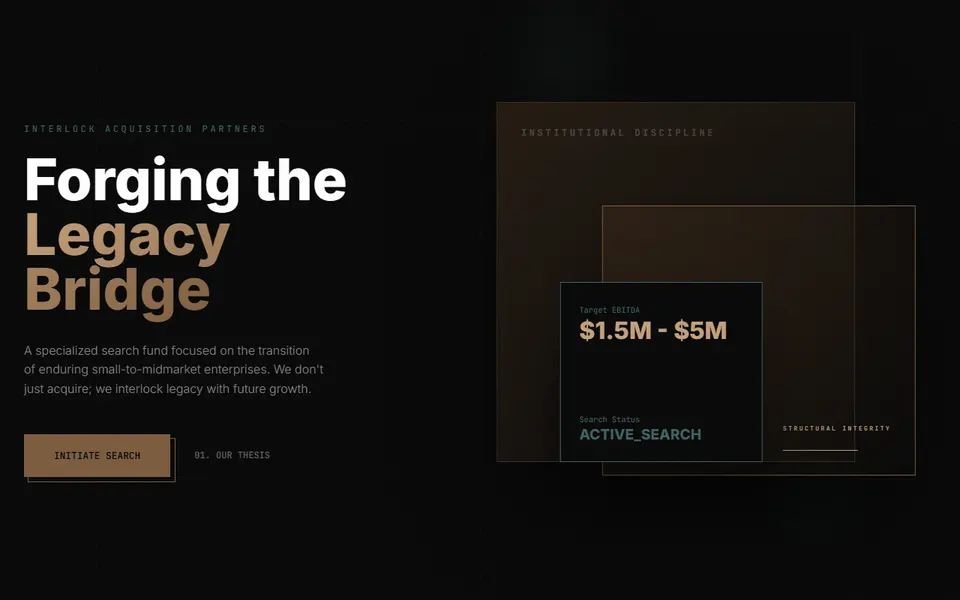 INTERLOCK ACQUISITION PARTNERS
Forging the
Legacy
Bridge
A specialized search fund focused on the transition
of enduring small-to-midmarket enterprises. We don't
just acquire; we interlock legacy with future growth.
INITIATE SEARCH
01. OUR THESIS
INSTITUTIONAL DISCIPLINE
Target EBITDA
$1.5M - $5M
Search Status
ACTIVE_SEARCH
STRUCTURAL INTEGRITY